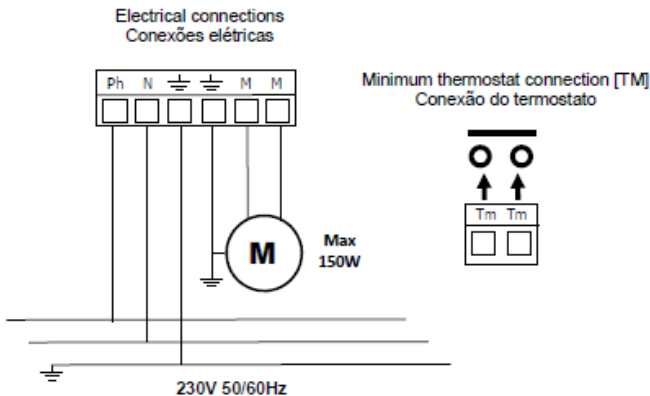 Electrical connections
Conexões elétricas
Ph N M M
Minimum thermostat connection [TM]
Conexão do termostato
Tm Tm
M
Max
150W
230V 50/60Hz